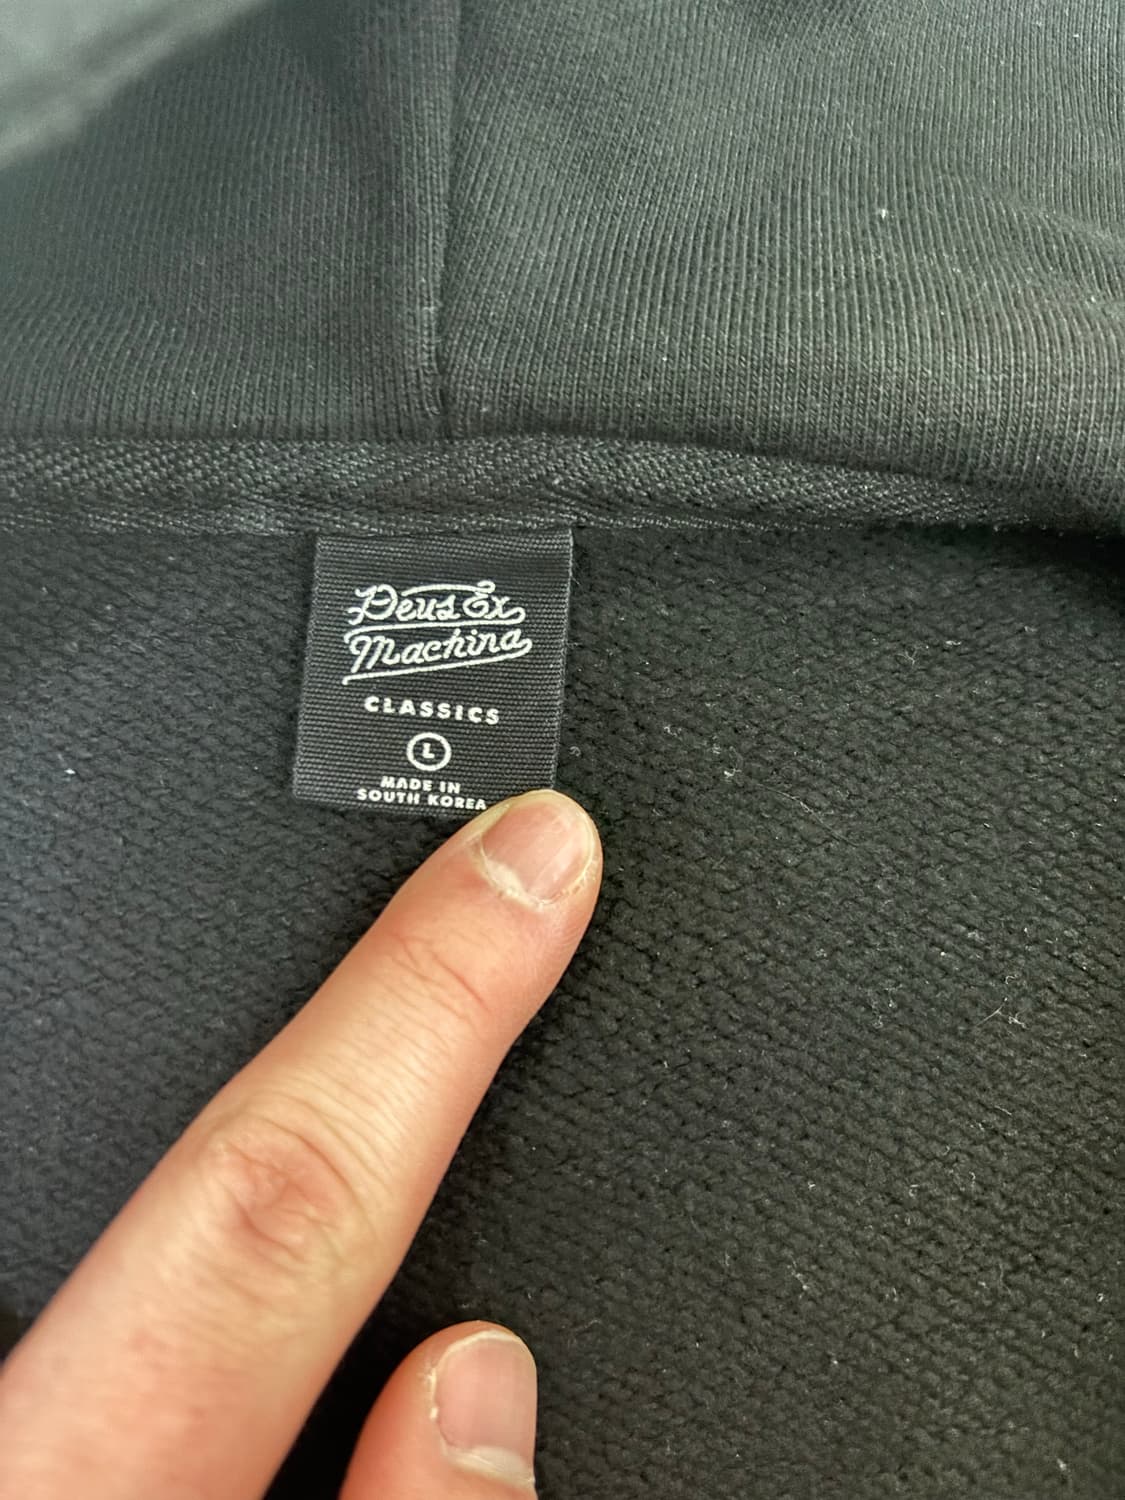 Deus Ex
Machina
CLASSICS
L
MADE IN
SOUTH KOREA